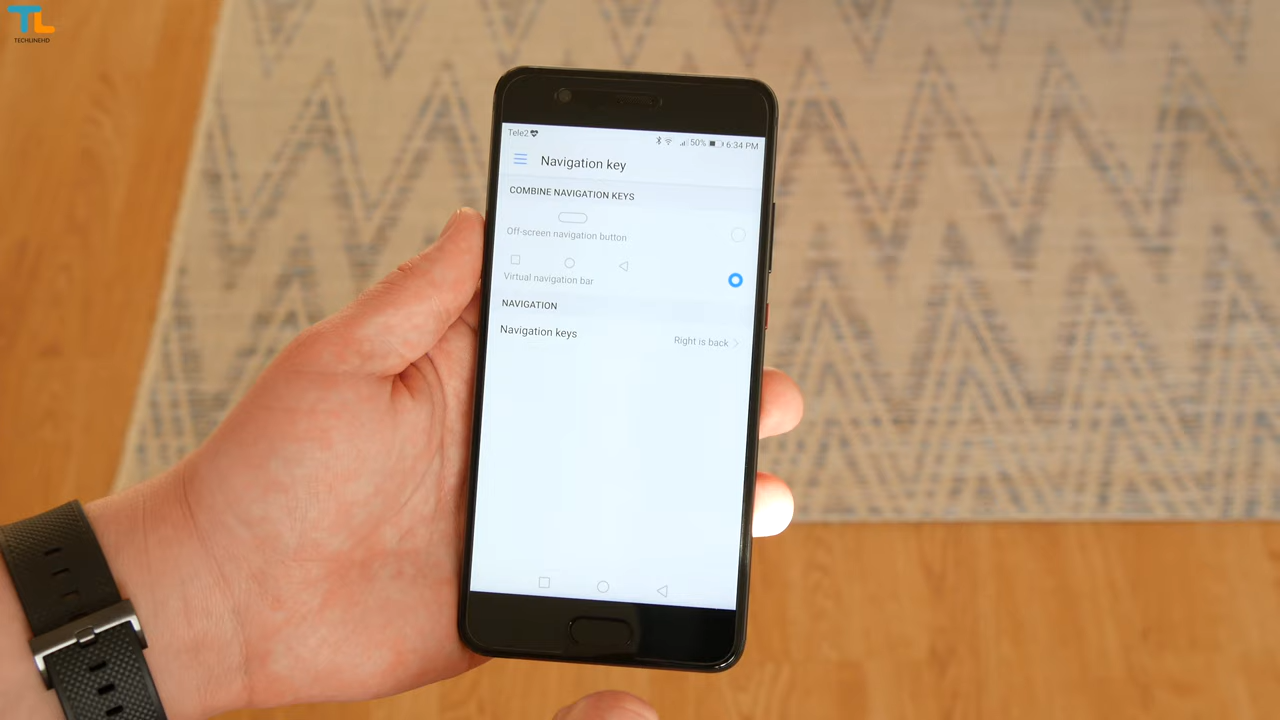 TL
TECHLINEHD
Tele2
50% 6:34 PM
Navigation key
COMBINE NAVIGATION KEYS
Off-screen navigation button
Virtual navigation bar
NAVIGATION
Navigation keys
Right is back